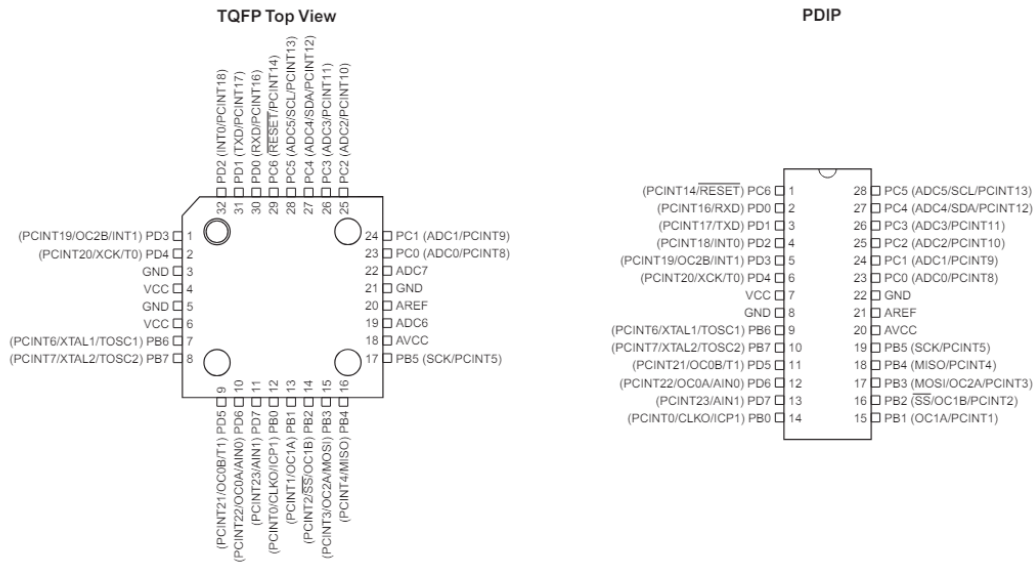 TQFP Top View
PD2 (INT0/PCINT18)
PD1 (TXD/PCINT17)
PD0 (RXD/PCINT16)
PC6 (RESET/PCINT14)
PC5 (ADC5/SCL/PCINT13)
PC4 (ADC4/SDA/PCINT12)
PC3 (ADC3/PCINT11)
PC2 (ADC2/PCINT10)
32 31 30 29 28 27 26 25
(PCINT19/OC2B/INT1) PD3 1
(PCINT20/XCK/T0) PD4 2
GND 3
VCC 4
GND 5
VCC 6
(PCINT6/XTAL1/TOSC1) PB6 7
(PCINT7/XTAL2/TOSC2) PB7 8
24 PC1 (ADC1/PCINT9)
23 PC0 (ADC0/PCINT8)
22 ADC7
21 GND
20 AREF
19 ADC6
18 AVCC
17 PB5 (SCK/PCINT5)
9 10 11 12 13 14 15 16
(PCINT21/OC0B/T1) PD5
(PCINT22/OC0A/AIN0) PD6
(PCINT23/AIN1) PD7
(PCINT0/CLKO/ICP1) PB0
(PCINT1/OC1A) PB1
(PCINT2/SS/OC1B) PB2
(PCINT3/OC2A/MOSI) PB3
(PCINT4/MISO) PB4
PDIP
(PCINT14/RESET) PC6 1 28 PC5 (ADC5/SCL/PCINT13)
(PCINT16/RXD) PD0 2 27 PC4 (ADC4/SDA/PCINT12)
(PCINT17/TXD) PD1 3 26 PC3 (ADC3/PCINT11)
(PCINT18/INT0) PD2 4 25 PC2 (ADC2/PCINT10)
(PCINT19/OC2B/INT1) PD3 5 24 PC1 (ADC1/PCINT9)
(PCINT20/XCK/T0) PD4 6 23 PC0 (ADC0/PCINT8)
VCC 7 22 GND
GND 8 21 AREF
(PCINT6/XTAL1/TOSC1) PB6 9 20 AVCC
(PCINT7/XTAL2/TOSC2) PB7 10 19 PB5 (SCK/PCINT5)
(PCINT21/OC0B/T1) PD5 11 18 PB4 (MISO/PCINT4)
(PCINT22/OC0A/AIN0) PD6 12 17 PB3 (MOSI/OC2A/PCINT3)
(PCINT23/AIN1) PD7 13 16 PB2 (SS/OC1B/PCINT2)
(PCINT0/CLKO/ICP1) PB0 14 15 PB1 (OC1A/PCINT1)